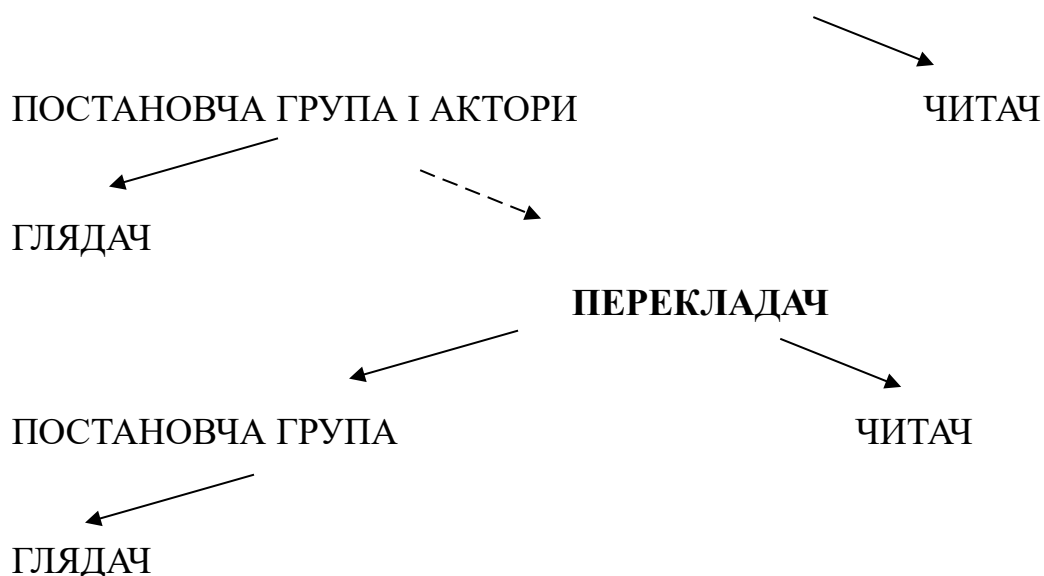 ПОСТАНОВЧА ГРУПА І АКТОРИ ЧИТАЧ
ГЛЯДАЧ
ПЕРЕКЛАДАЧ
ПОСТАНОВЧА ГРУПА ЧИТАЧ
ГЛЯДАЧ